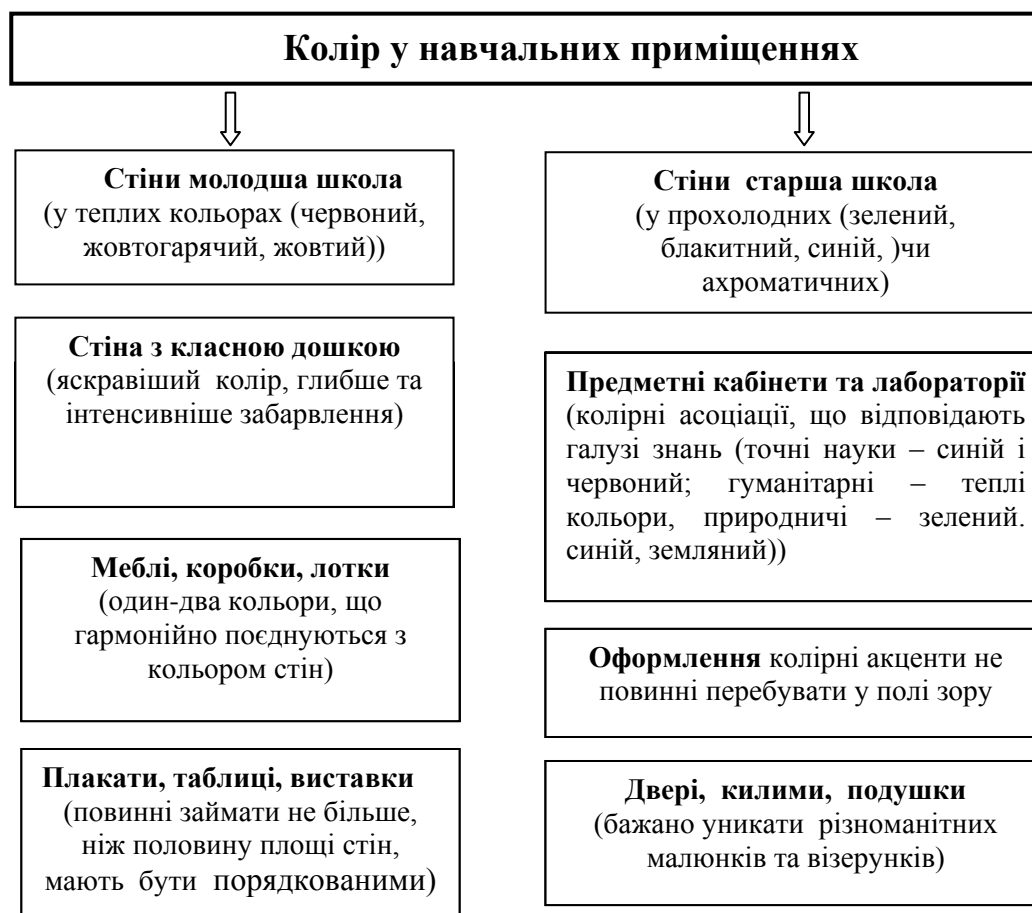 Колір у навчальних приміщеннях
Стіни молодша школа
(у теплих кольорах (червоний,
жовтогарячий, жовтий))
Стіна з класною дошкою
(яскравіший колір, глибше та
інтенсивніше забарвлення)
Меблі, коробки, лотки
(один-два кольори, що
гармонійно поєднуються з
кольором стін)
Плакати, таблиці, виставки
(повинні займати не більше,
ніж половину площі стін,
мають бути порядкованими)
Стіни старша школа
(у прохолодних (зелений,
блакитний, синій, )чи
ахроматичних)
Предметні кабінети та лабораторії
(колірні асоціації, що відповідають
галузі знань (точні науки – синій і
червоний; гуманітарні – теплі
кольори, природничі – зелений.
синій, земляний))
Оформлення колірні акценти не
повинні перебувати у полі зору
Двері, килими, подушки
(бажано уникати різноманітних
малюнків та візерунків)